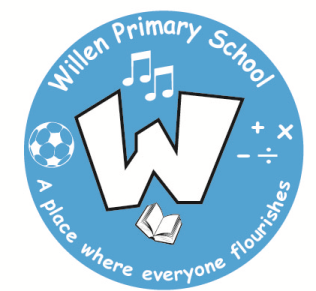 Willen Primary School
W
+ x
- ÷
A place where everyone flourishes